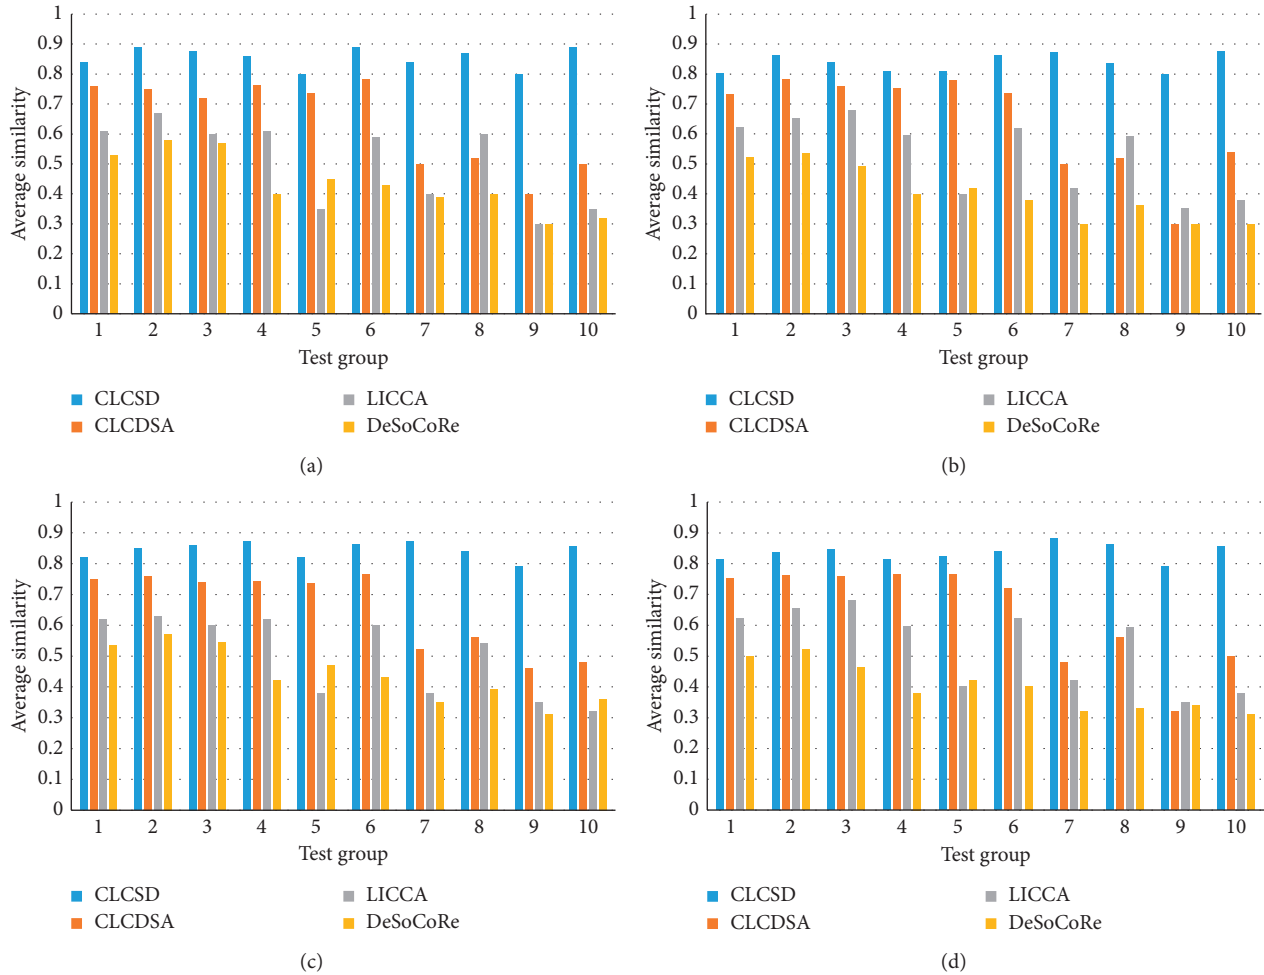 1
0.9
0.8
0.7
0.6
0.5
0.4
0.3
0.2
0.1
0
Average similarity
1 2 3 4 5 6 7 8 9 10
Test group
CLCSD
CLCDSA
LICCA
DeSoCoRe
(a)
1
0.9
0.8
0.7
0.6
0.5
0.4
0.3
0.2
0.1
0
Average similarity
1 2 3 4 5 6 7 8 9 10
Test group
CLCSD
CLCDSA
LICCA
DeSoCoRe
(b)
1
0.9
0.8
0.7
0.6
0.5
0.4
0.3
0.2
0.1
0
Average similarity
1 2 3 4 5 6 7 8 9 10
Test group
CLCSD
CLCDSA
LICCA
DeSoCoRe
(c)
1
0.9
0.8
0.7
0.6
0.5
0.4
0.3
0.2
0.1
0
Average similarity
1 2 3 4 5 6 7 8 9 10
Test group
CLCSD
CLCDSA
LICCA
DeSoCoRe
(d)